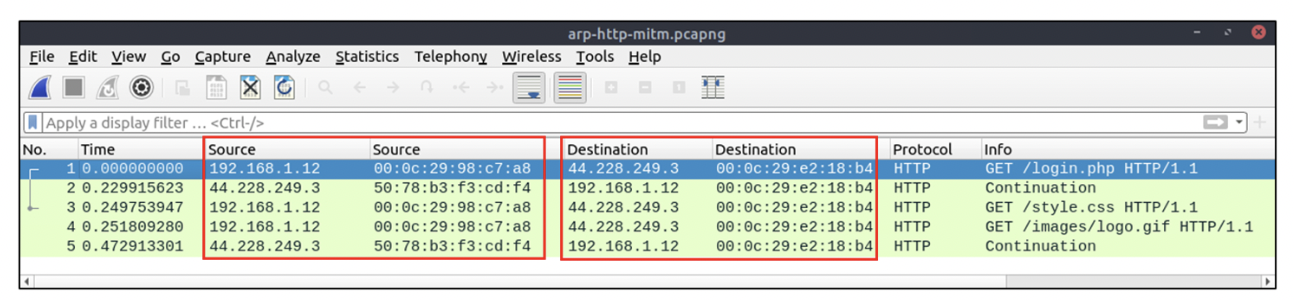 arp-http-mitm.pcapng
File Edit View Go Capture Analyze Statistics Telephony Wireless Tools Help
Apply a display filter ... <Ctrl-/>
No. Time Source Source Destination Destination Protocol Info
1 0.000000000 192.168.1.12 00:0c:29:98:c7:a8 44.228.249.3 00:0c:29:e2:18:b4 HTTP GET /login.php HTTP/1.1
2 0.229915623 44.228.249.3 50:78:b3:f3:cd:f4 192.168.1.12 00:0c:29:e2:18:b4 HTTP Continuation
3 0.249753947 192.168.1.12 00:0c:29:98:c7:a8 44.228.249.3 00:0c:29:e2:18:b4 HTTP GET /style.css HTTP/1.1
4 0.251809280 192.168.1.12 00:0c:29:98:c7:a8 44.228.249.3 00:0c:29:e2:18:b4 HTTP GET /images/logo.gif HTTP/1.1
5 0.472913301 44.228.249.3 50:78:b3:f3:cd:f4 192.168.1.12 00:0c:29:e2:18:b4 HTTP Continuation